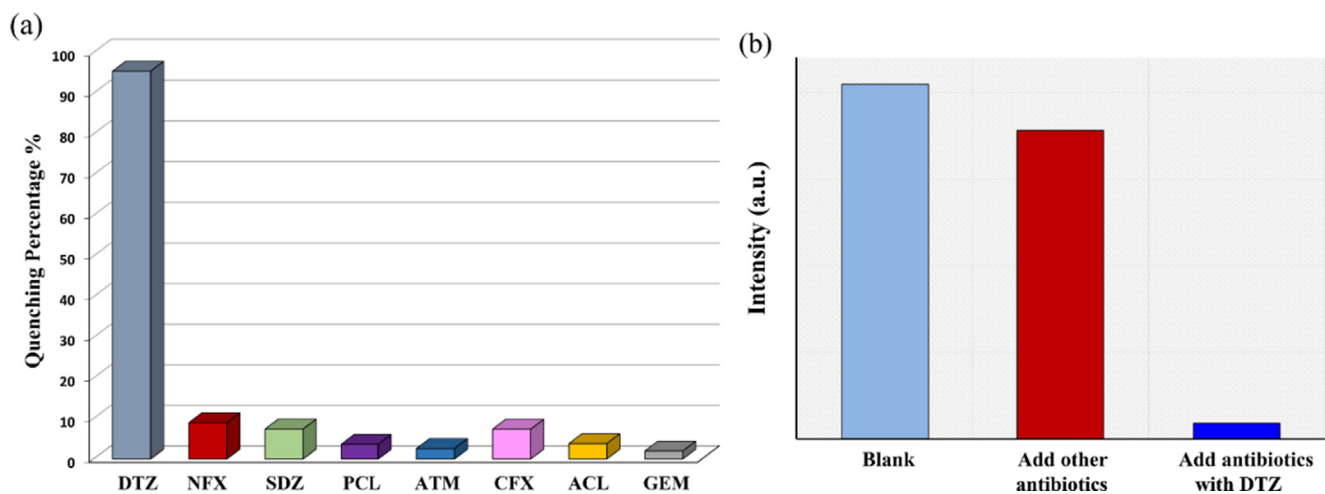 (a)
Quenching Percentage %
100
90
80
70
60
50
40
30
20
10
0
DTZ NFX SDZ PCL ATM CFX ACL GEM
(b)
Intensity (a.u.)
Blank
Add other
antibiotics
Add antibiotics
with DTZ